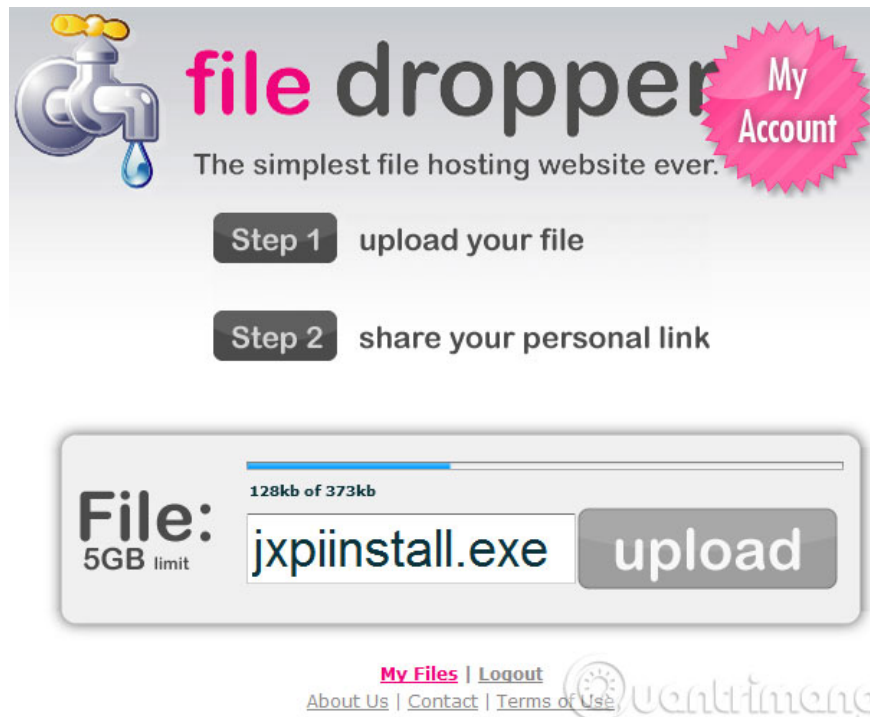 file dropper
My Account
The simplest file hosting website ever.
Step 1 upload your file
Step 2 share your personal link
128kb of 373kb
File:
5GB limit
jxpiinstall.exe
upload
My Files | Logout
About Us | Contact | Terms of Use
Quantrimang